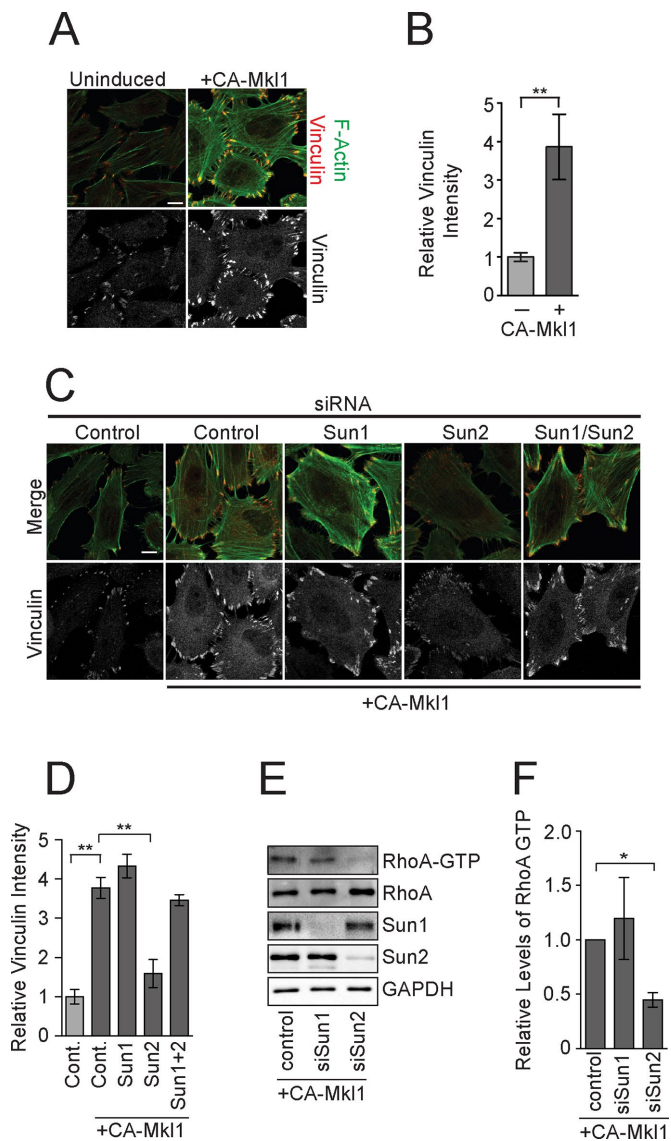 A
Uninduced +CA-Mkl1
F-Actin
Vinculin
Vinculin
B
**
5
4
3
2
1
0
Relative Vinculin
Intensity
– +
CA-Mkl1
C
siRNA
Control Control Sun1 Sun2 Sun1/Sun2
Merge
Vinculin
+CA-Mkl1
D
** **
5
4
3
2
1
0
Relative Vinculin Intensity
Cont. Cont. Sun1 Sun2 Sun1+2
+CA-Mkl1
E
RhoA-GTP
RhoA
Sun1
Sun2
GAPDH
control siSun1 siSun2
+CA-Mkl1
F
*
2.0
1.5
1.0
0.5
0
Relative Levels of RhoA GTP
control siSun1 siSun2
+CA-Mkl1